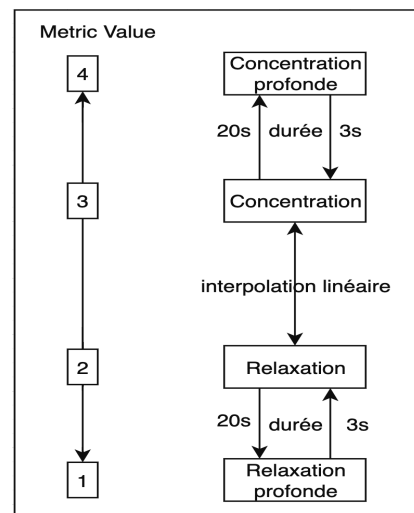 Metric Value
4
Concentration
profonde
20s durée 3s
3
Concentration
interpolation linéaire
2
Relaxation
20s durée 3s
1
Relaxation
profonde